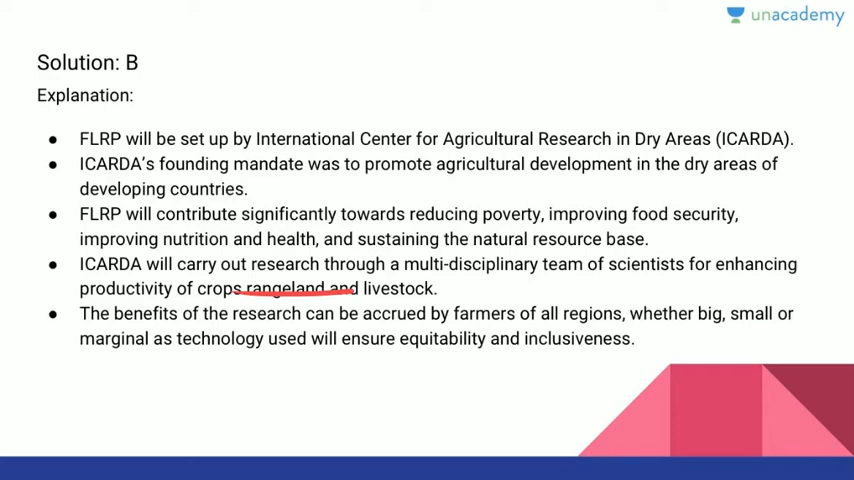 unacademy
Solution: B
Explanation:
● FLRP will be set up by International Center for Agricultural Research in Dry Areas (ICARDA).
● ICARDA's founding mandate was to promote agricultural development in the dry areas of
developing countries.
● FLRP will contribute significantly towards reducing poverty, improving food security,
improving nutrition and health, and sustaining the natural resource base.
● ICARDA will carry out research through a multi-disciplinary team of scientists for enhancing
productivity of crops rangeland and livestock.
● The benefits of the research can be accrued by farmers of all regions, whether big, small or
marginal as technology used will ensure equitability and inclusiveness.